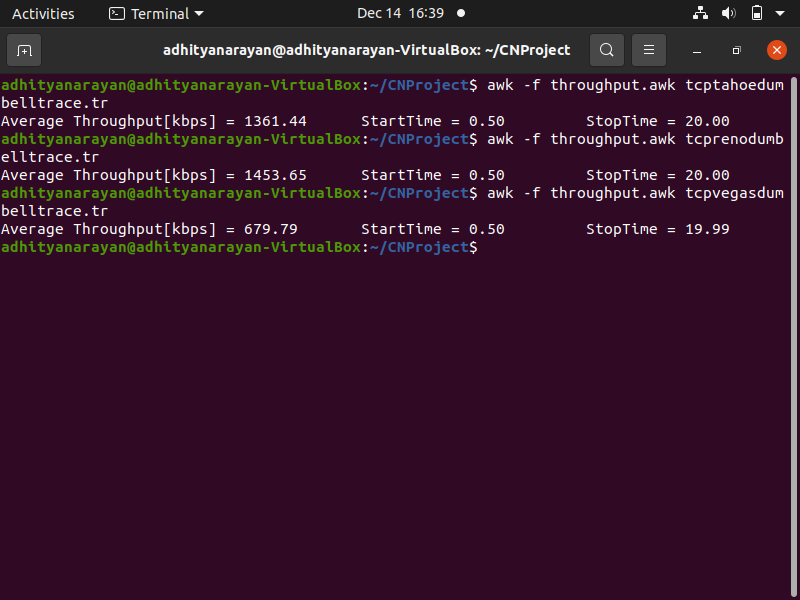 Activities Terminal Dec 14 16:39
adhityanarayan@adhityanarayan-VirtualBox: ~/CNProject
adhityanarayan@adhityanarayan-VirtualBox:~/CNProject$ awk -f throughput.awk tcptahoedum
belltrace.tr
Average Throughput[kbps] = 1361.44 StartTime = 0.50 StopTime = 20.00
adhityanarayan@adhityanarayan-VirtualBox:~/CNProject$ awk -f throughput.awk tcprenodumb
elltrace.tr
Average Throughput[kbps] = 1453.65 StartTime = 0.50 StopTime = 20.00
adhityanarayan@adhityanarayan-VirtualBox:~/CNProject$ awk -f throughput.awk tcpvegasdum
belltrace.tr
Average Throughput[kbps] = 679.79 StartTime = 0.50 StopTime = 19.99
adhityanarayan@adhityanarayan-VirtualBox:~/CNProject$